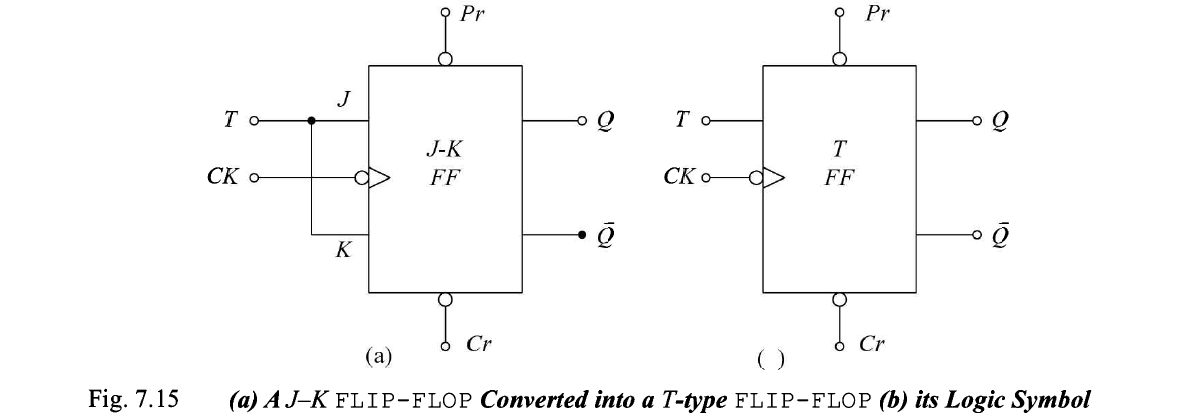 Pr Pr
T J Q T Q
J-K T
CK FF CK FF
K Q̄ Q̄
Cr Cr
(a) ( )
Fig. 7.15 (a) A J–K FLIP-FLOP Converted into a T-type FLIP-FLOP (b) its Logic Symbol